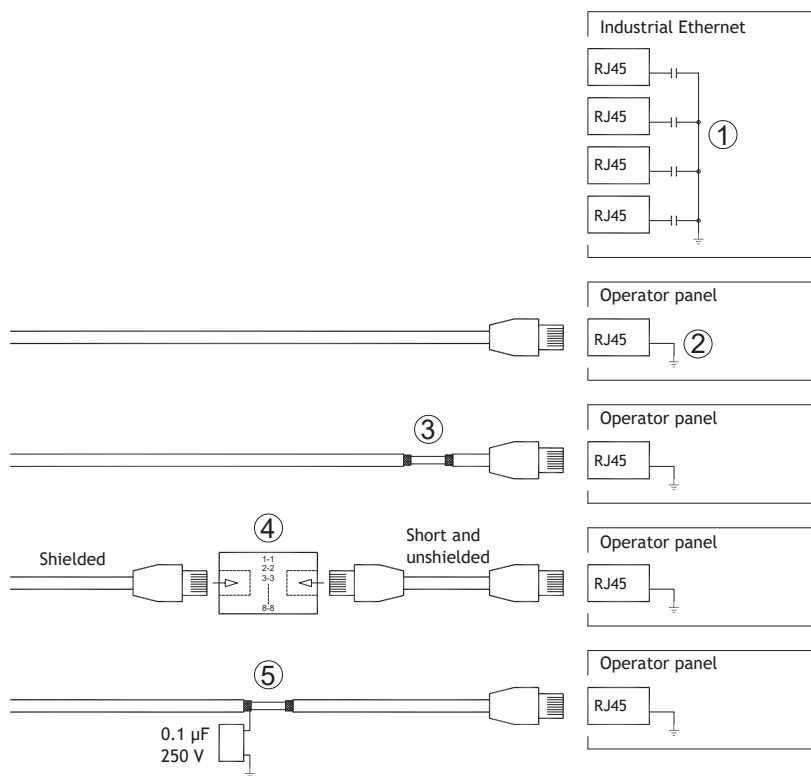 Industrial Ethernet
RJ45
RJ45
1
RJ45
RJ45
Operator panel
RJ45
2
Operator panel
3
RJ45
Operator panel
4
Shielded
1-1
2-2
3-3
8-8
Short and
unshielded
RJ45
Operator panel
5
RJ45
0.1 µF
250 V